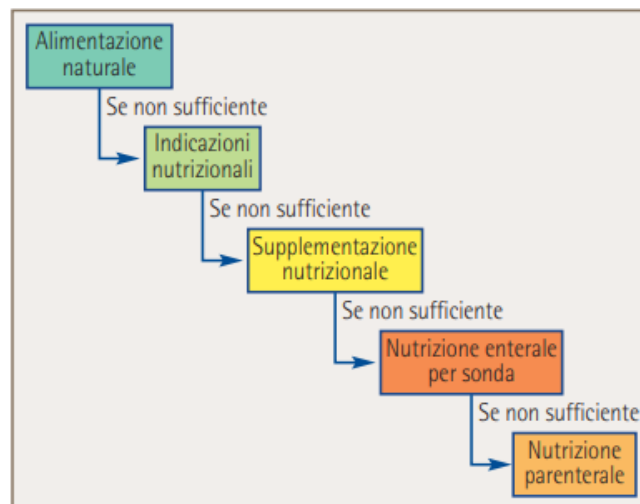 Alimentazione
naturale
Se non sufficiente
Indicazioni
nutrizionali
Se non sufficiente
Supplementazione
nutrizionale
Se non sufficiente
Nutrizione enterale
per sonda
Se non sufficiente
Nutrizione
parenterale